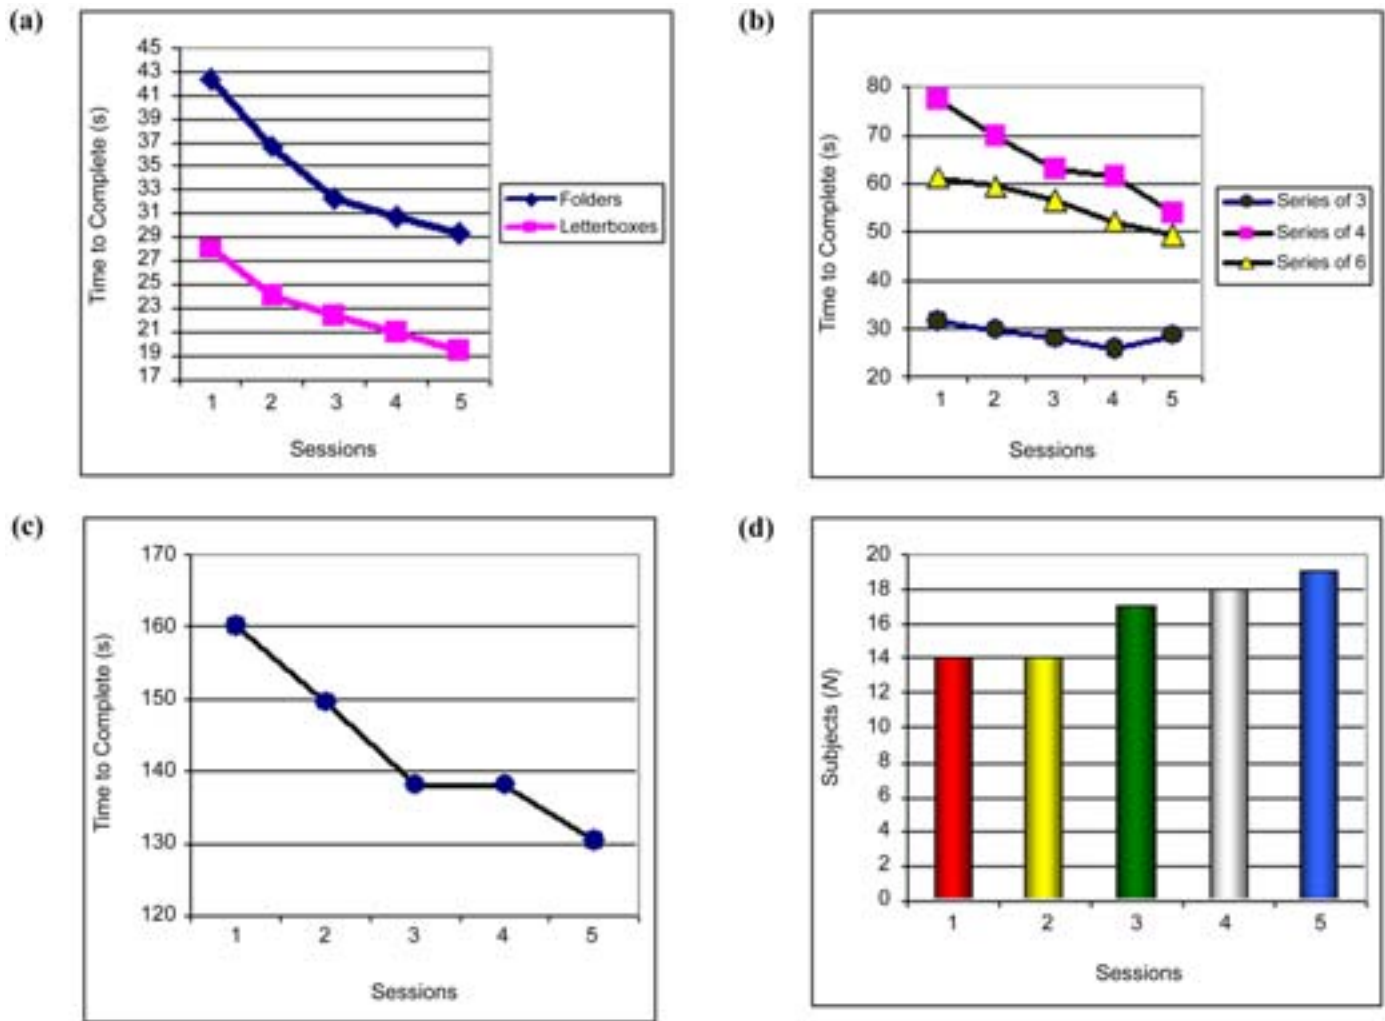 (a)
45
43
41
39
37
35
33
31
29
27
25
23
21
19
17
Time to Complete (s)
1 2 3 4 5
Sessions
Folders
Letterboxes
(b)
80
70
60
50
40
30
20
Time to Complete (s)
1 2 3 4 5
Sessions
Series of 3
Series of 4
Series of 6
(c)
170
160
150
140
130
120
Time to Complete (s)
1 2 3 4 5
Sessions
(d)
20
18
16
14
12
10
8
6
4
2
0
Subjects (N)
1 2 3 4 5
Sessions